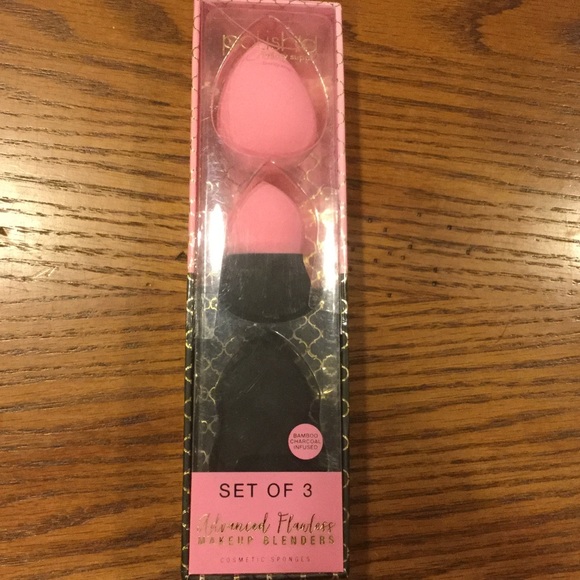 BAMBOO
CHARCOAL
INFUSED
SET OF 3
Advanced Flawless
MAKEUP BLENDERS
COSMETIC SPONGES